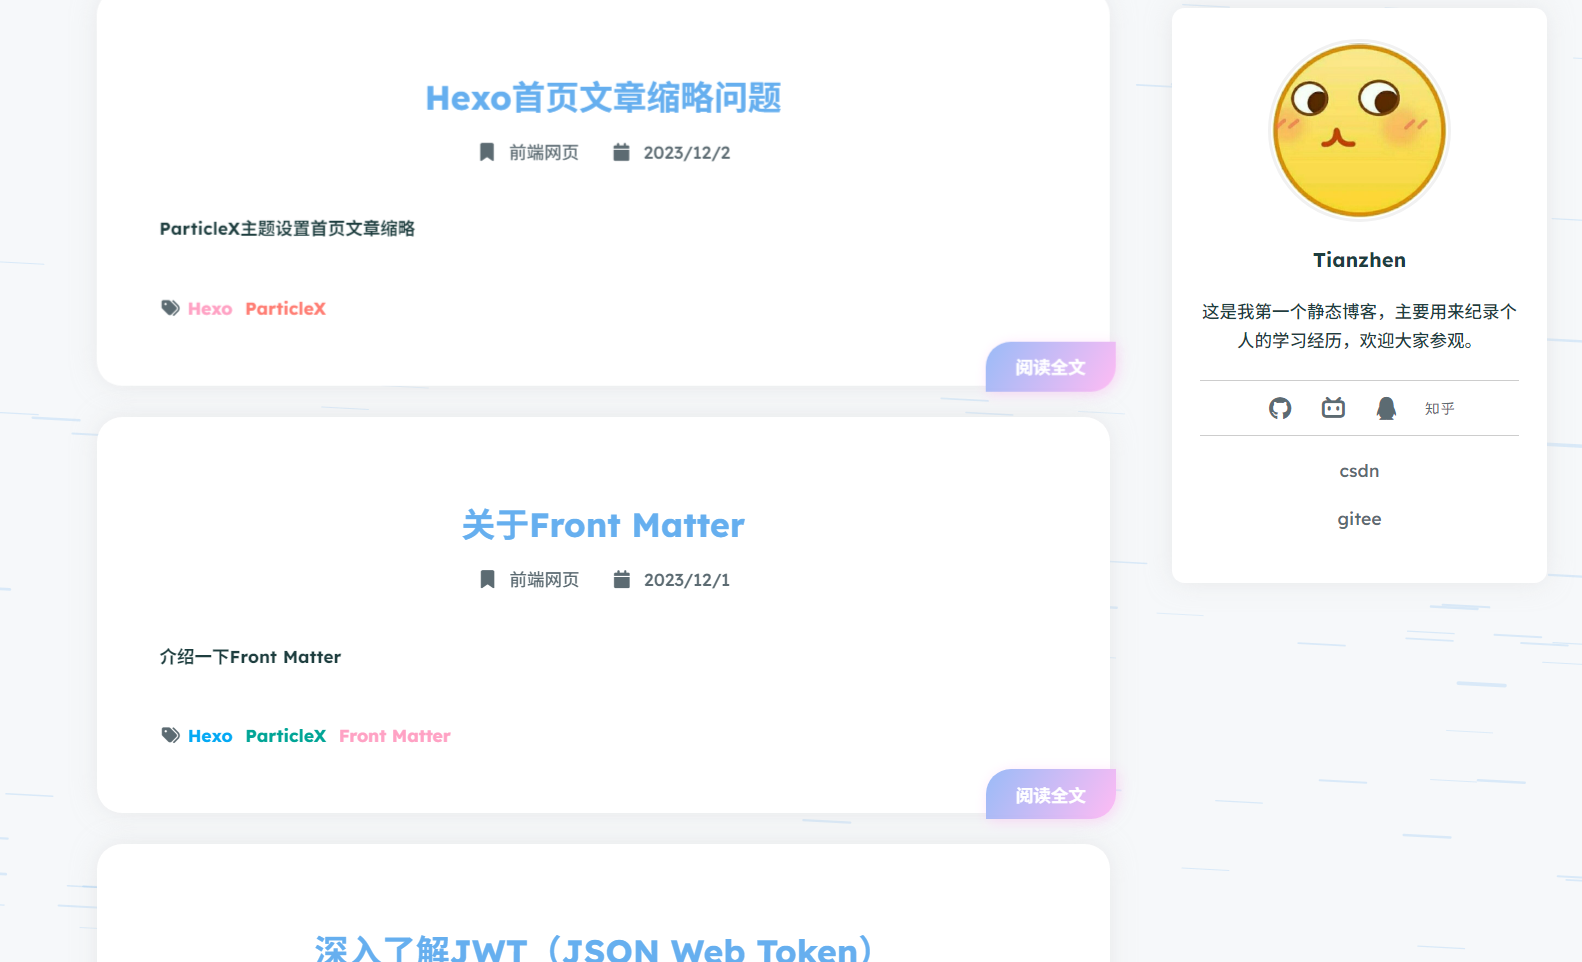 Hexo首页文章缩略问题
前端网页 2023/12/2
ParticleX主题设置首页文章缩略
Hexo ParticleX
阅读全文
关于Front Matter
前端网页 2023/12/1
介绍一下Front Matter
Hexo ParticleX Front Matter
阅读全文
深入了解JWT（JSON Web Token）
Tianzhen
这是我第一个静态博客，主要用来纪录个
人的学习经历，欢迎大家参观。
知乎
csdn
gitee